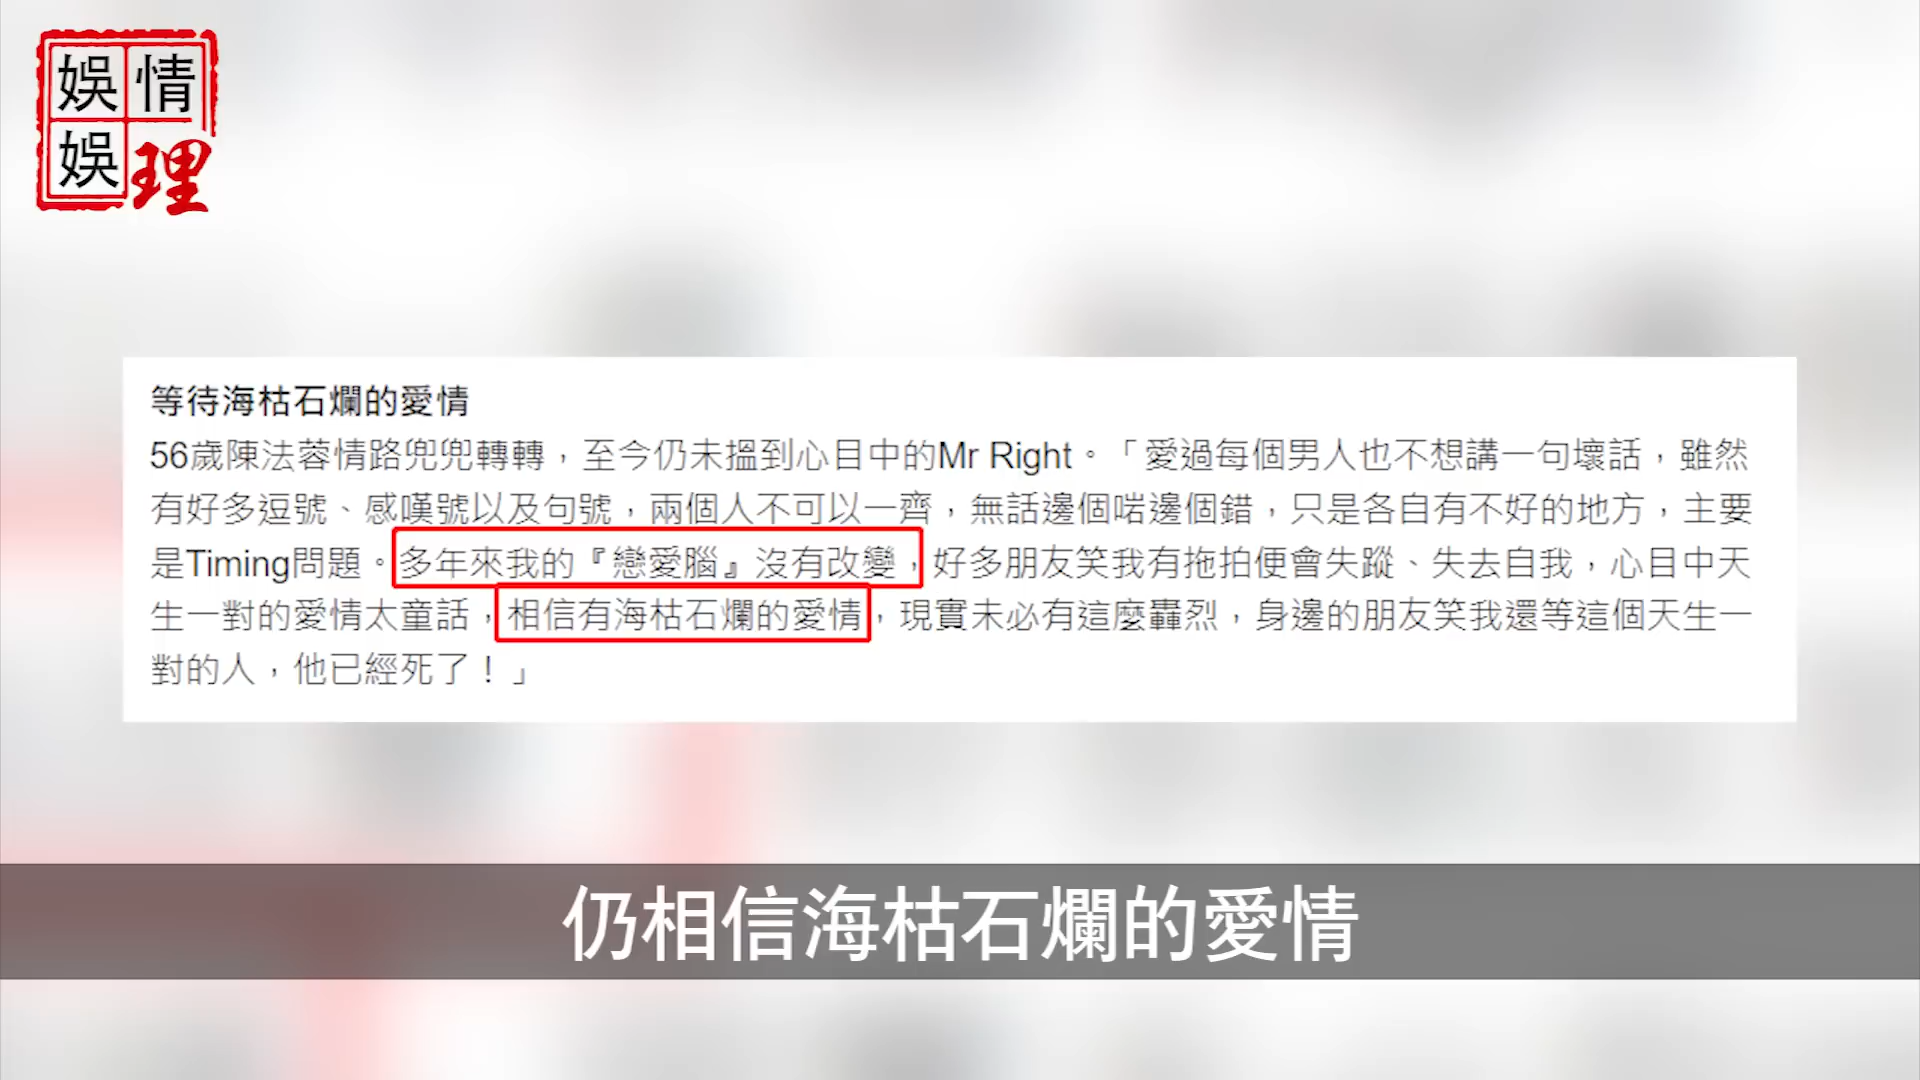 娛情
娛理
等待海枯石爛的愛情
56歲陳法蓉情路兜兜轉轉，至今仍未搵到心目中的Mr Right。「愛過每個男人也不想講一句壞話，雖然
有好多逗號、感嘆號以及句號，兩個人不可以一齊，無話邊個啱邊個錯，只是各自有不好的地方，主要
是Timing問題。多年來我的『戀愛腦』沒有改變，好多朋友笑我有拖拍便會失蹤、失去自我，心目中天
生一對的愛情太童話，相信有海枯石爛的愛情，現實未必有這麼轟烈，身邊的朋友笑我還等這個天生一
對的人，他已經死了！」
仍相信海枯石爛的愛情